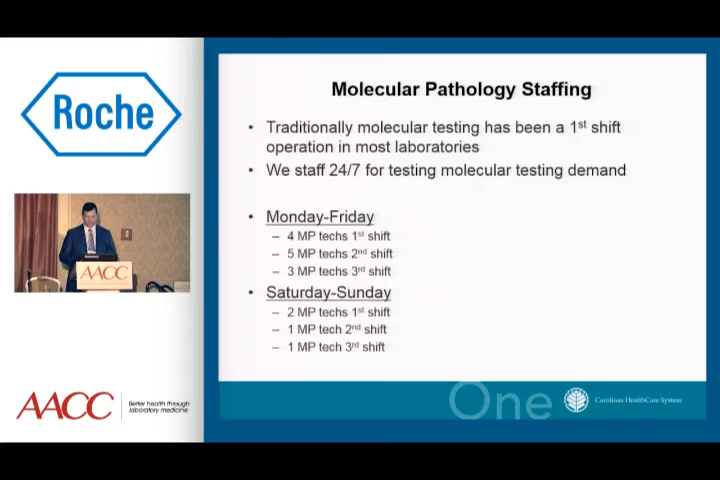 Roche
AACC
AACC
Better health through
laboratory medicine.
Molecular Pathology Staffing
• Traditionally molecular testing has been a 1st shift
operation in most laboratories
• We staff 24/7 for testing molecular testing demand
• Monday-Friday
– 4 MP techs 1st shift
– 5 MP techs 2nd shift
– 3 MP techs 3rd shift
• Saturday-Sunday
– 2 MP techs 1st shift
– 1 MP tech 2nd shift
– 1 MP tech 3rd shift
One
Carolinas HealthCare System